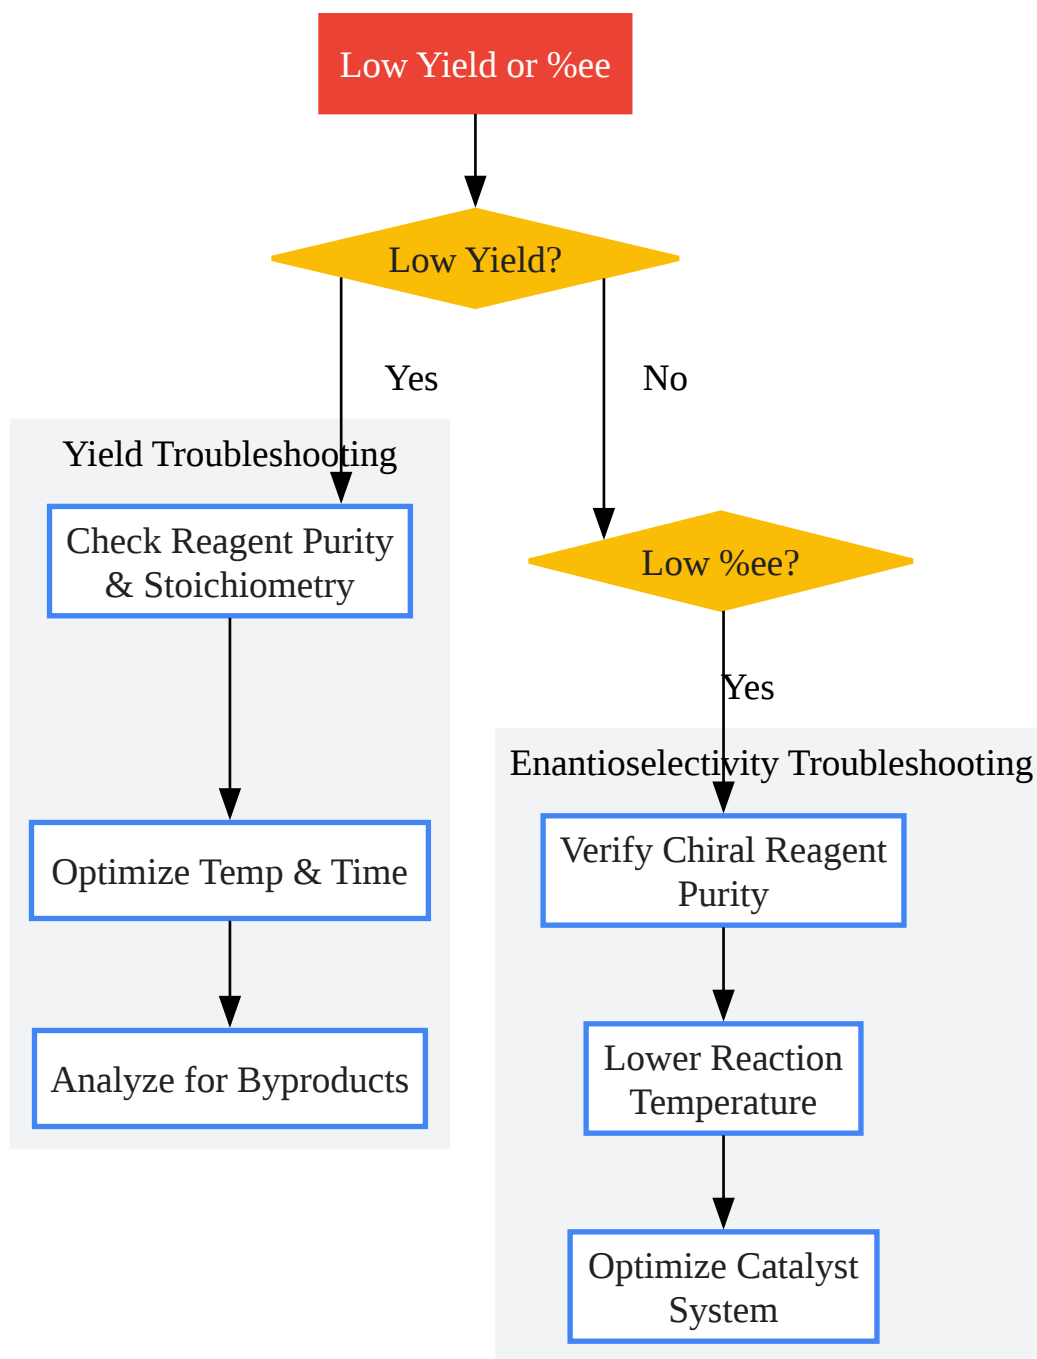 Low Yield or %ee
Low Yield?
Yes
No
Yield Troubleshooting
Check Reagent Purity
& Stoichiometry
Low %ee?
Yes
Enantioselectivity Troubleshooting
Optimize Temp & Time
Verify Chiral Reagent
Purity
Analyze for Byproducts
Lower Reaction
Temperature
Optimize Catalyst
System